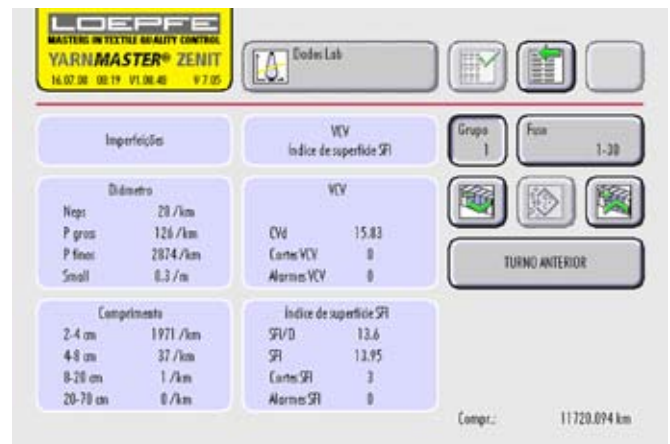 LOEPFE
MASTERS IN TEXTILE QUALITY CONTROL
YARNMASTER® ZENIT
16.07.08 08:19 V1.08.48 V 7.05
Dados Lab
Imperfeições
VCV
Índice de superfície SFI
Grupo
1
Fuso
1-30
Diâmetro
Neps 28 /km
P gros 126 /km
P finos 2874 /km
Small 0.3 /m
VCV
CVd 15.83
Cortes VCV 0
Alarmes VCV 0
TURNO ANTERIOR
Comprimento
2-4 cm 1971 /km
4-8 cm 37 /km
8-20 cm 1 /km
20-70 cm 0 /km
Índice de superfície SFI
SFI/D 13.6
SFI 13.95
Cortes SFI 3
Alarmes SFI 0
Compr.: 11720.094 km